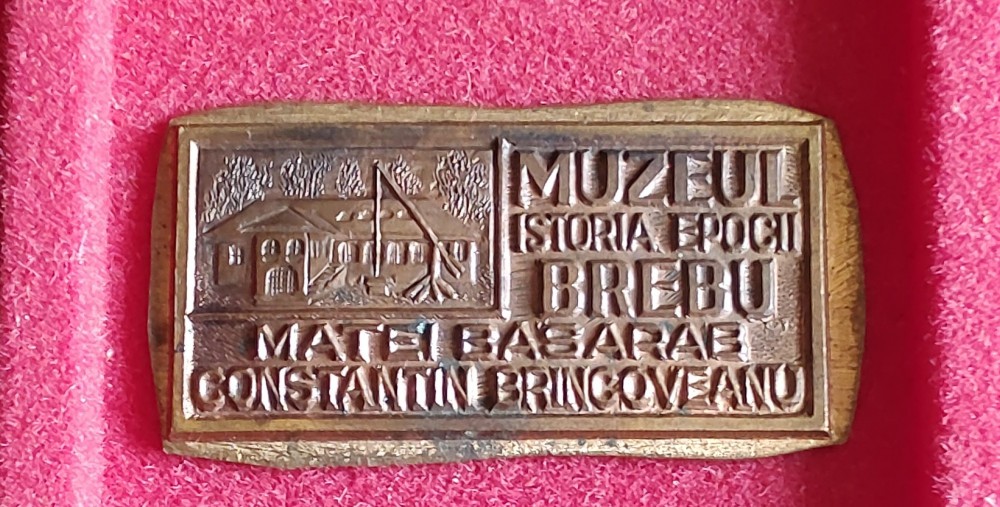 MUZEUL
ISTORIA EPOCII
BREBU
MATEI BASARAB
CONSTANTIN BRINCOVEANU